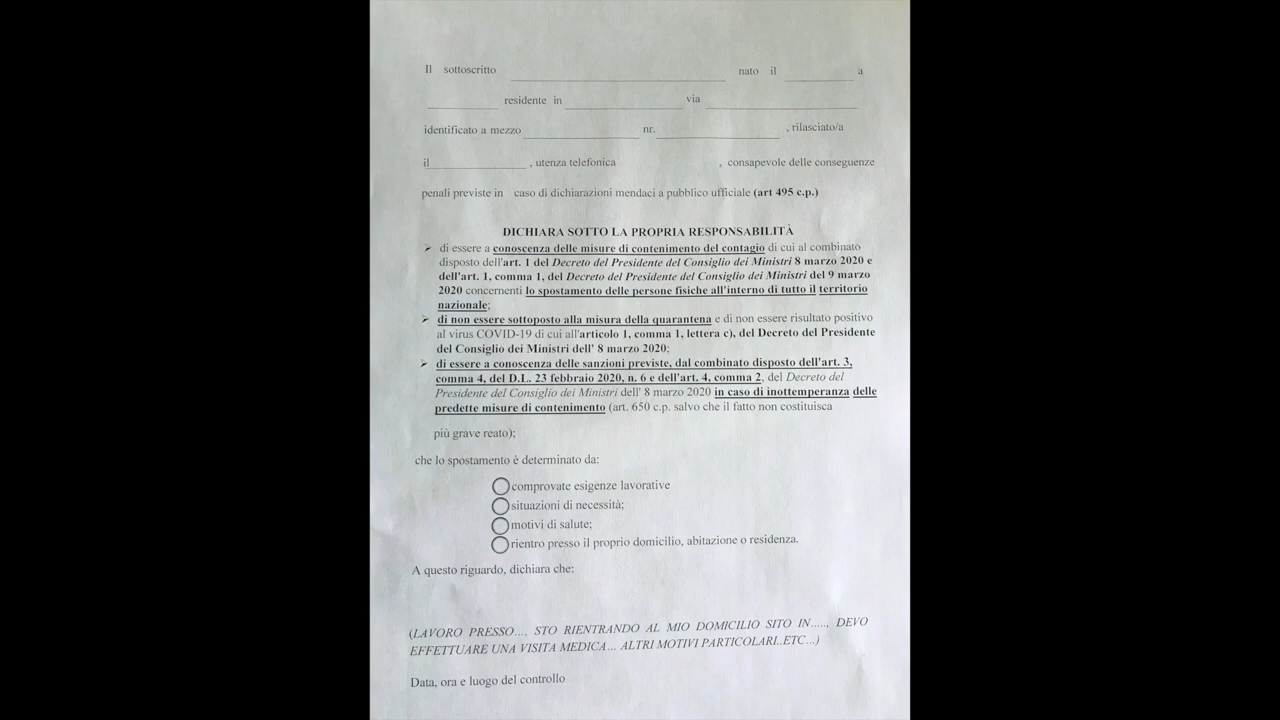 Il sottoscritto ______ nato il ______ a
______ residente in ______ via ______
identificato a mezzo ______ nr. ______ , rilasciato/a
il ______ , utenza telefonica , consapevole delle conseguenze
penali previste in caso di dichiarazioni mendaci a pubblico ufficiale (art 495 c.p.)
DICHIARA SOTTO LA PROPRIA RESPONSABILITÀ
➢ di essere a conoscenza delle misure di contenimento del contagio di cui al combinato
disposto dell'art. 1 del Decreto del Presidente del Consiglio dei Ministri 8 marzo 2020 e
dell'art. 1, comma 1, del Decreto del Presidente del Consiglio dei Ministri del 9 marzo
2020 concernenti lo spostamento delle persone fisiche all'interno di tutto il territorio
nazionale;
➢ di non essere sottoposto alla misura della quarantena e di non essere risultato positivo
al virus COVID-19 di cui all'articolo 1, comma 1, lettera c), del Decreto del Presidente
del Consiglio dei Ministri dell' 8 marzo 2020;
➢ di essere a conoscenza delle sanzioni previste, dal combinato disposto dell'art. 3,
comma 4, del D.L. 23 febbraio 2020, n. 6 e dell'art. 4, comma 2, del Decreto del
Presidente del Consiglio dei Ministri dell' 8 marzo 2020 in caso di inottemperanza delle
predette misure di contenimento (art. 650 c.p. salvo che il fatto non costituisca
più grave reato);
che lo spostamento è determinato da:
comprovate esigenze lavorative
situazioni di necessità;
motivi di salute;
rientro presso il proprio domicilio, abitazione o residenza.
A questo riguardo, dichiara che:
(LAVORO PRESSO..., STO RIENTRANDO AL MIO DOMICILIO SITO IN....., DEVO
EFFETTUARE UNA VISITA MEDICA... ALTRI MOTIVI PARTICOLARI..ETC...)
Data, ora e luogo del controllo